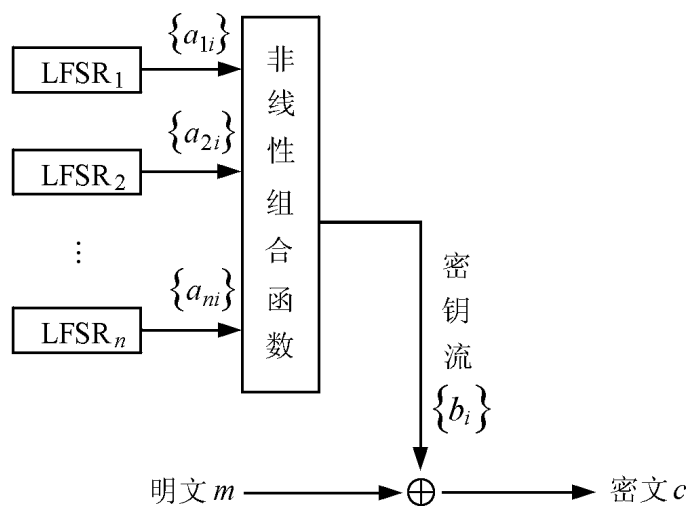 {a₁ᵢ}
LFSR₁
{a₂ᵢ}
LFSR₂
⋮
{aₙᵢ}
LFSRₙ
非线性组合函数
密钥流
{bᵢ}
明文 m
⊕
密文 c